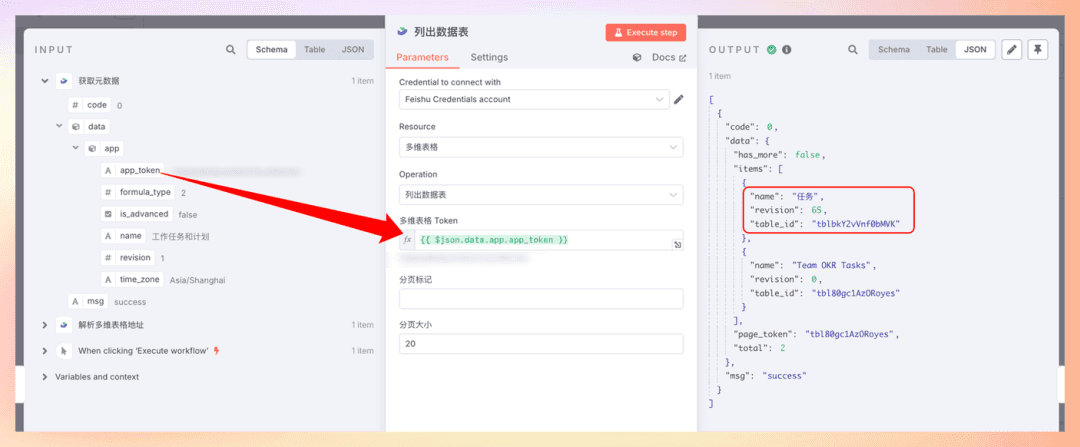 INPUT
Schema
Table
JSON
获取元数据
1 item
# code 0
data
app
A app_token
# formula_type 2
is_advanced false
A name 工作任务和计划
# revision 1
A time_zone Asia/Shanghai
A msg success
解析多维表格地址
1 item
When clicking ‘Execute workflow’
1 item
Variables and context
列出数据表
Execute step
Parameters
Settings
Docs
Credential to connect with
Feishu Credentials account
Resource
多维表格
Operation
列出数据表
多维表格 Token
fx {{ $json.data.app.app_token }}
分页标记
分页大小
20
OUTPUT
Schema
Table
JSON
1 item
[
{
"code": 0,
"data": {
"has_more": false,
"items": [
{
"name": "任务",
"revision": 65,
"table_id": "tblbkY2vVnf0bMVK"
},
{
"name": "Team OKR Tasks",
"revision": 0,
"table_id": "tbl80gc1AzORoyes"
}
],
"page_token": "tbl80gc1AzORoyes",
"total": 2
},
"msg": "success"
}
]